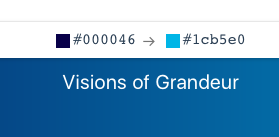 #000046 → #1cb5e0
Visions of Grandeur